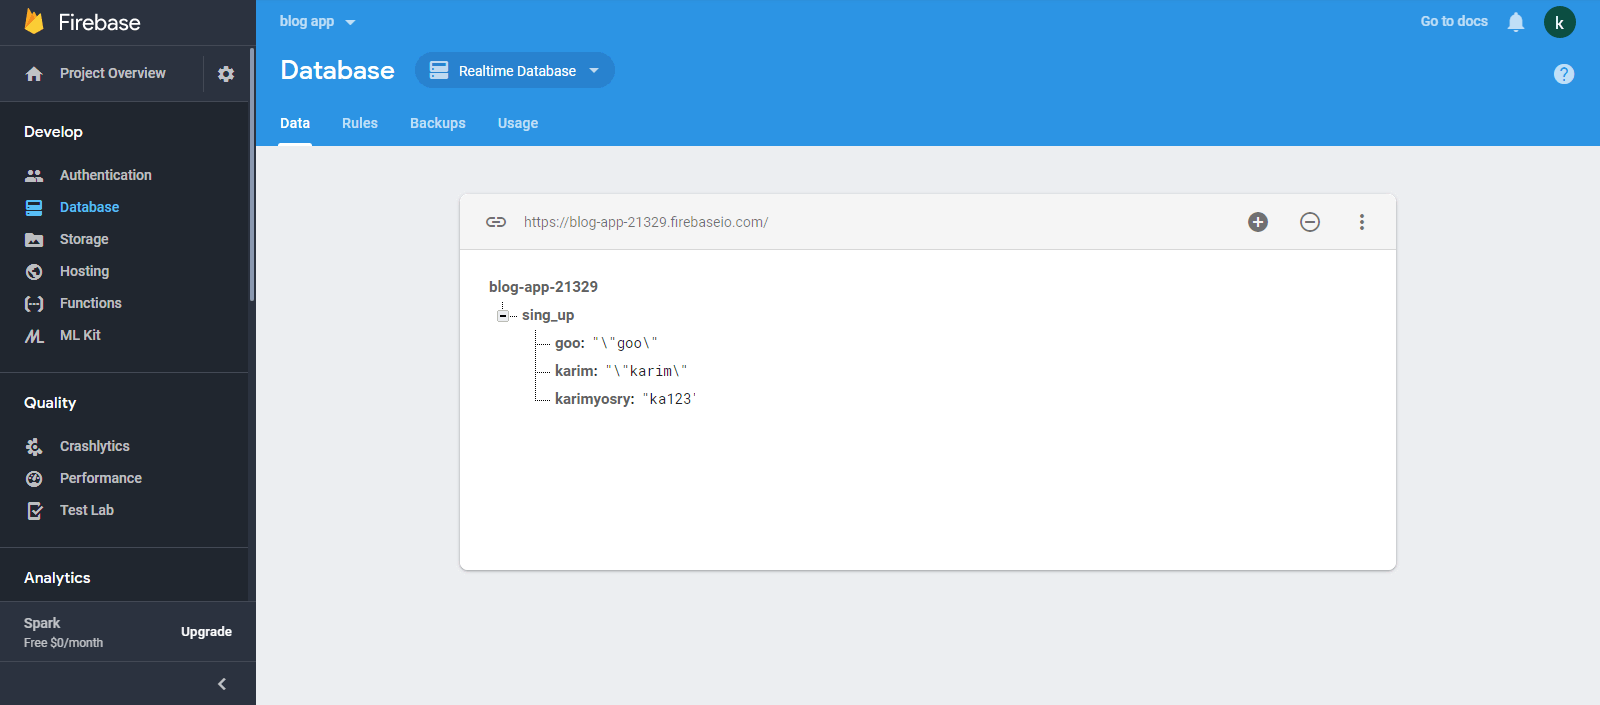 Firebase
Project Overview
Develop
Authentication
Database
Storage
Hosting
Functions
ML Kit
Quality
Crashlytics
Performance
Test Lab
Analytics
Spark
Free $0/month
Upgrade
blog app
Go to docs
k
Database
Realtime Database
?
Data Rules Backups Usage
https://blog-app-21329.firebaseio.com/
blog-app-21329
sing_up
goo: "\"goo\"
karim: "\"karim\"
karimyosry: "ka123'